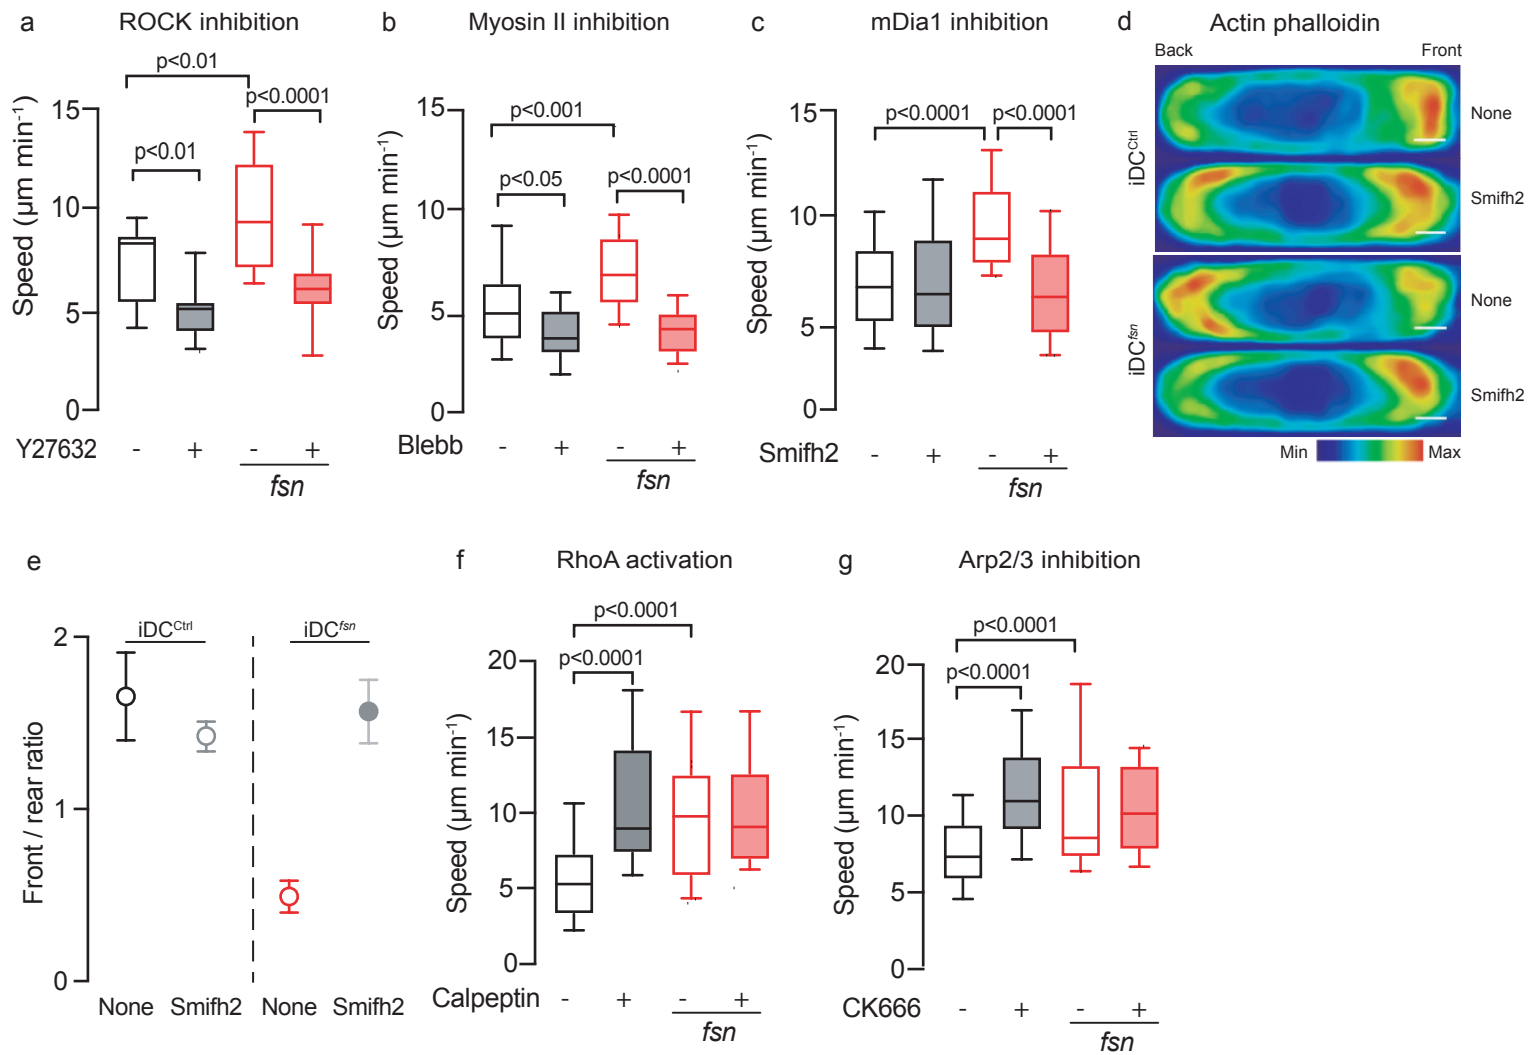 a ROCK inhibition
p<0.01
p<0.0001
p<0.01
Speed (µm min⁻¹)
15
10
5
0
Y27632 - + - +
fsn
b Myosin II inhibition
p<0.001
p<0.05
p<0.0001
Speed (µm min⁻¹)
15
10
5
0
Blebb - + - +
fsn
c mDia1 inhibition
p<0.0001 p<0.0001
Speed (µm min⁻¹)
15
10
5
0
Smifh2 - + - +
fsn
d Actin phalloidin
Back Front
iDCCtrl
None
Smifh2
iDCfsn
None
Smifh2
Min Max
e
iDCCtrl iDCfsn
Front / rear ratio
2
1
0
None Smifh2 None Smifh2
f RhoA activation
p<0.0001
p<0.0001
Speed (µm min⁻¹)
20
15
10
5
0
Calpeptin - + - +
fsn
g Arp2/3 inhibition
p<0.0001
p<0.0001
Speed (µm min⁻¹)
20
15
10
5
0
CK666 - + - +
fsn